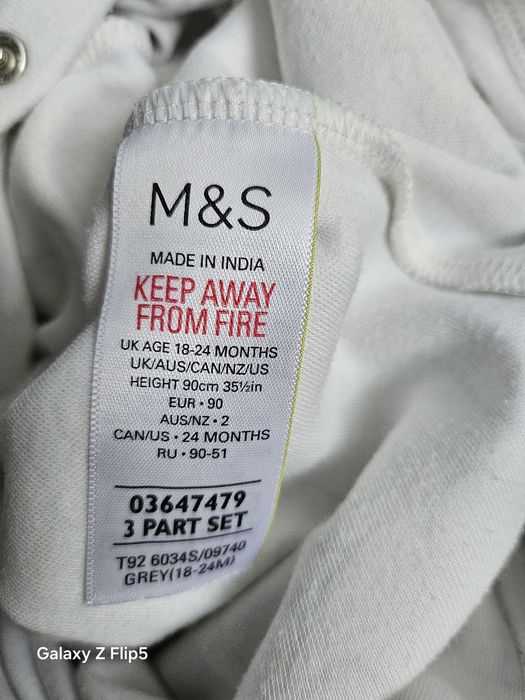 M&S
MADE IN INDIA
KEEP AWAY
FROM FIRE
UK AGE 18-24 MONTHS
UK/AUS/CAN/NZ/US
HEIGHT 90cm 35½in
EUR • 90
AUS/NZ • 2
CAN/US • 24 MONTHS
RU • 90-51
03647479
3 PART SET
T92 6034S/09740
GREY(18-24M)
Galaxy Z Flip5